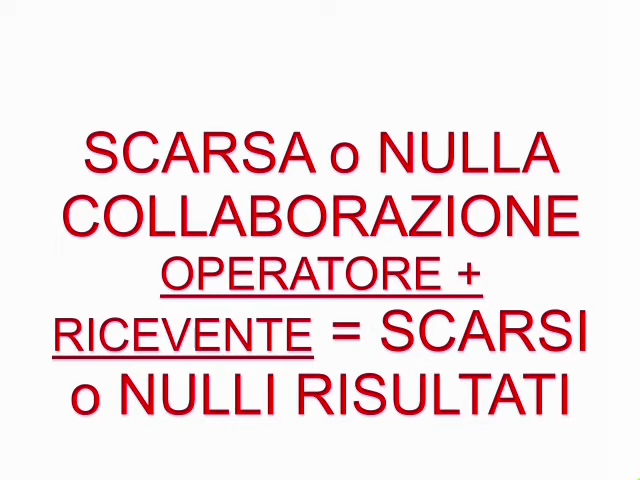 SCARSA o NULLA
COLLABORAZIONE
OPERATORE +
RICEVENTE = SCARSI
o NULLI RISULTATI